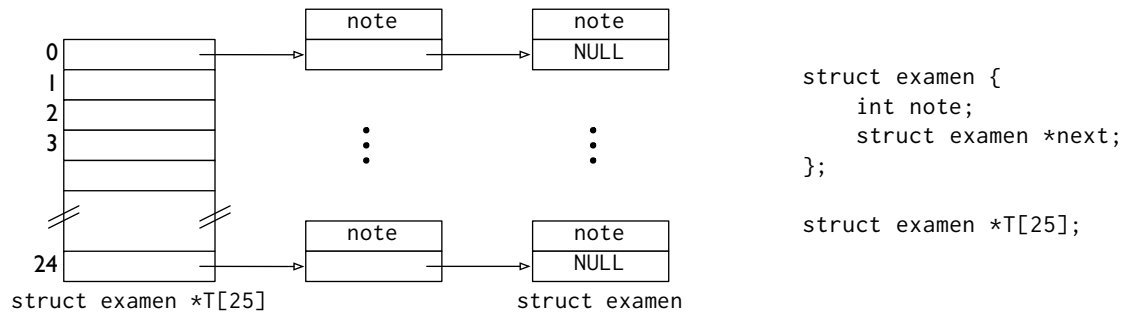 note note
0 NULL
1
2
3
note note
24 NULL
struct examen *T[25] struct examen
struct examen {
int note;
struct examen *next;
};
struct examen *T[25];